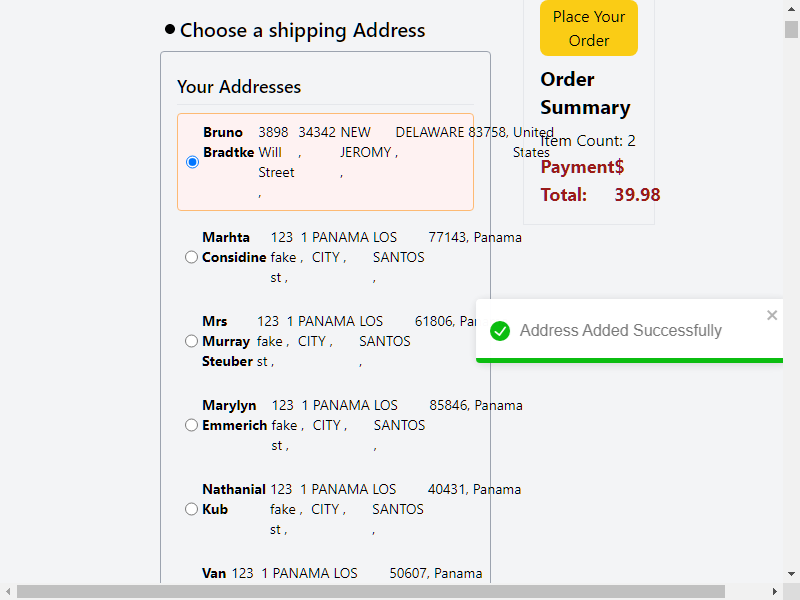 Choose a shipping Address
Your Addresses
Bruno 3898 34342 NEW DELAWARE 83758, United
Bradtke Will , JEROMY , States
Street ,
,
Marhta 123 1 PANAMA LOS 77143, Panama
Considine fake , CITY , SANTOS
st , ,
Mrs 123 1 PANAMA LOS 61806,
Murray fake , CITY , SANTOS
Steuber st , ,
Marylyn 123 1 PANAMA LOS 85846, Panama
Emmerich fake , CITY , SANTOS
st , ,
Nathanial 123 1 PANAMA LOS 40431, Panama
Kub fake , CITY , SANTOS
st , ,
Van 123 1 PANAMA LOS 50607, Panama
Place Your
Order
Order
Summary
Item Count: 2
Payment $
Total: 39.98
Address Added Successfully